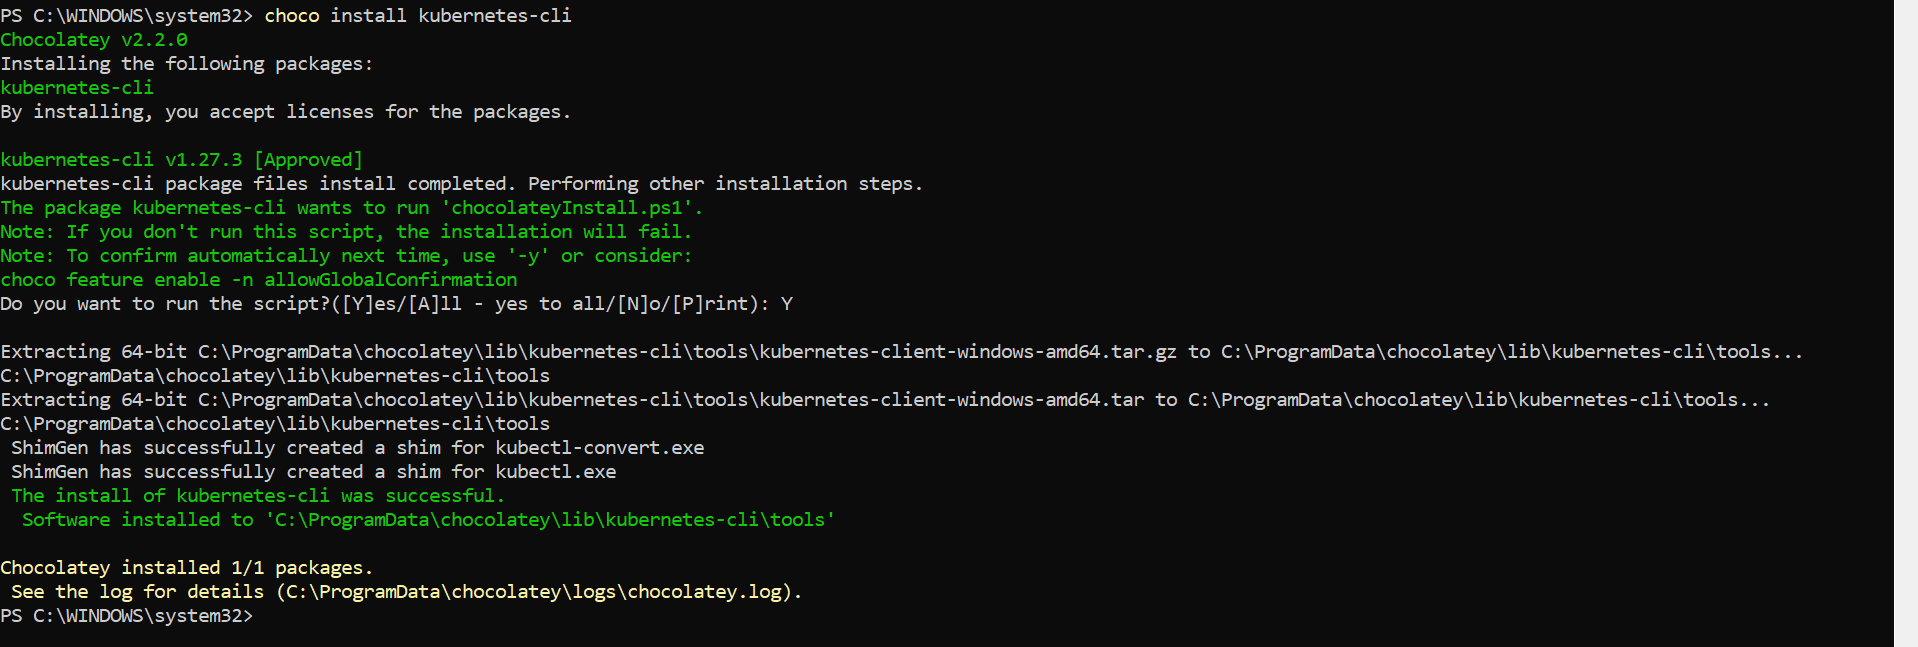 PS C:\WINDOWS\system32> choco install kubernetes-cli
Chocolatey v2.2.0
Installing the following packages:
kubernetes-cli
By installing, you accept licenses for the packages.
kubernetes-cli v1.27.3 [Approved]
kubernetes-cli package files install completed. Performing other installation steps.
The package kubernetes-cli wants to run 'chocolateyInstall.ps1'.
Note: If you don't run this script, the installation will fail.
Note: To confirm automatically next time, use '-y' or consider:
choco feature enable -n allowGlobalConfirmation
Do you want to run the script?([Y]es/[A]ll - yes to all/[N]o/[P]rint): Y
Extracting 64-bit C:\ProgramData\chocolatey\lib\kubernetes-cli\tools\kubernetes-client-windows-amd64.tar.gz to C:\ProgramData\chocolatey\lib\kubernetes-cli\tools...
C:\ProgramData\chocolatey\lib\kubernetes-cli\tools
Extracting 64-bit C:\ProgramData\chocolatey\lib\kubernetes-cli\tools\kubernetes-client-windows-amd64.tar to C:\ProgramData\chocolatey\lib\kubernetes-cli\tools...
C:\ProgramData\chocolatey\lib\kubernetes-cli\tools
ShimGen has successfully created a shim for kubectl-convert.exe
ShimGen has successfully created a shim for kubectl.exe
The install of kubernetes-cli was successful.
Software installed to 'C:\ProgramData\chocolatey\lib\kubernetes-cli\tools'
Chocolatey installed 1/1 packages.
See the log for details (C:\ProgramData\chocolatey\logs\chocolatey.log).
PS C:\WINDOWS\system32>